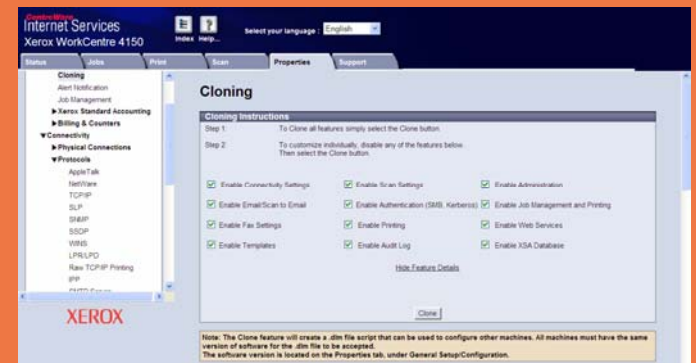 CentreWare
Internet Services
Xerox WorkCentre 4150
Index Help...
Select your language : English
Status Jobs Print Scan Properties Support
Cloning
Alert Notification
Job Management
Xerox Standard Accounting
Billing & Counters
Connectivity
Physical Connections
Protocols
AppleTalk
NetWare
TCP/IP
SLP
SNMP
SSDP
WINS
LPR/LPD
Raw TCP/IP Printing
IPP
SMTP Server
XEROX
Cloning
Cloning Instructions
Step 1 To Clone all features simply select the Clone button.
Step 2 To customize individually, disable any of the features below.
Then select the Clone button.
Enable Connectivity Settings Enable Scan Settings Enable Administration
Enable Email/Scan to Email Enable Authentication (SMB, Kerberos) Enable Job Management and Printing
Enable Fax Settings Enable Printing Enable Web Services
Enable Templates Enable Audit Log Enable XSA Database
Hide Feature Details
Clone
Note: The Clone feature will create a .dlm file script that can be used to configure other machines. All machines must have the same
version of software for the .dlm file to be accepted.
The software version is located on the Properties tab, under General Setup/Configuration.